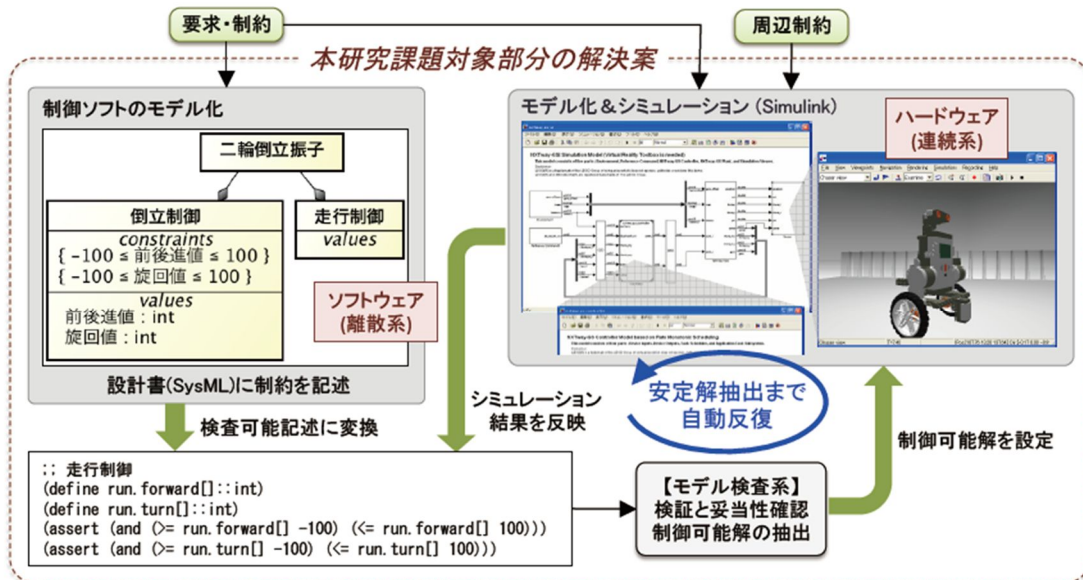 要求・制約
周辺制約
本研究課題対象部分の解決案
制御ソフトのモデル化
二輪倒立振子
倒立制御
constraints
{ -100 ≦ 前後進値 ≦ 100 }
{ -100 ≦ 旋回値 ≦ 100 }
values
前後進値：int
旋回値：int
走行制御
values
ソフトウェア
(離散系)
設計書(SysML)に制約を記述
モデル化＆シミュレーション (Simulink)
ハードウェア
(連続系)
検査可能記述に変換
シミュレーション
結果を反映
安定解抽出まで
自動反復
制御可能解を設定
;; 走行制御
(define run.forward[]::int)
(define run.turn[]::int)
(assert (and (>= run.forward[] -100) (<= run.forward[] 100)))
(assert (and (>= run.turn[] -100) (<= run.turn[] 100)))
【モデル検査系】
検証と妥当性確認
制御可能解の抽出